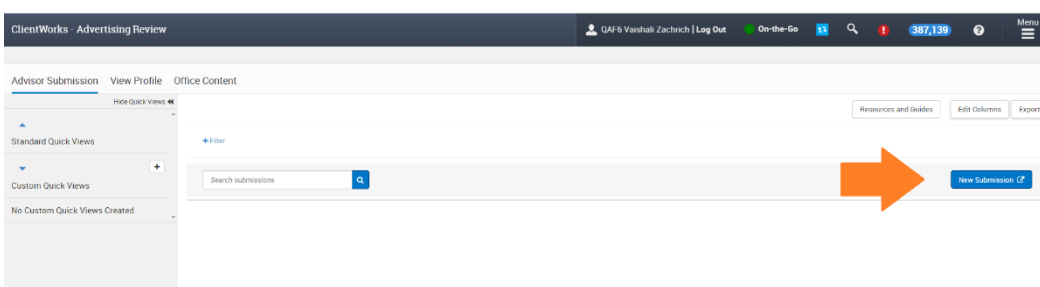 ClientWorks - Advertising Review
QAF6 Vaishali Zachrich | Log Out
On-the-Go
387,139
Menu
Advisor Submission
View Profile
Office Content
Hide Quick Views
Resources and Guides
Edit Columns
Export
Standard Quick Views
+ Filter
Custom Quick Views
Search submissions
New Submission
No Custom Quick Views Created